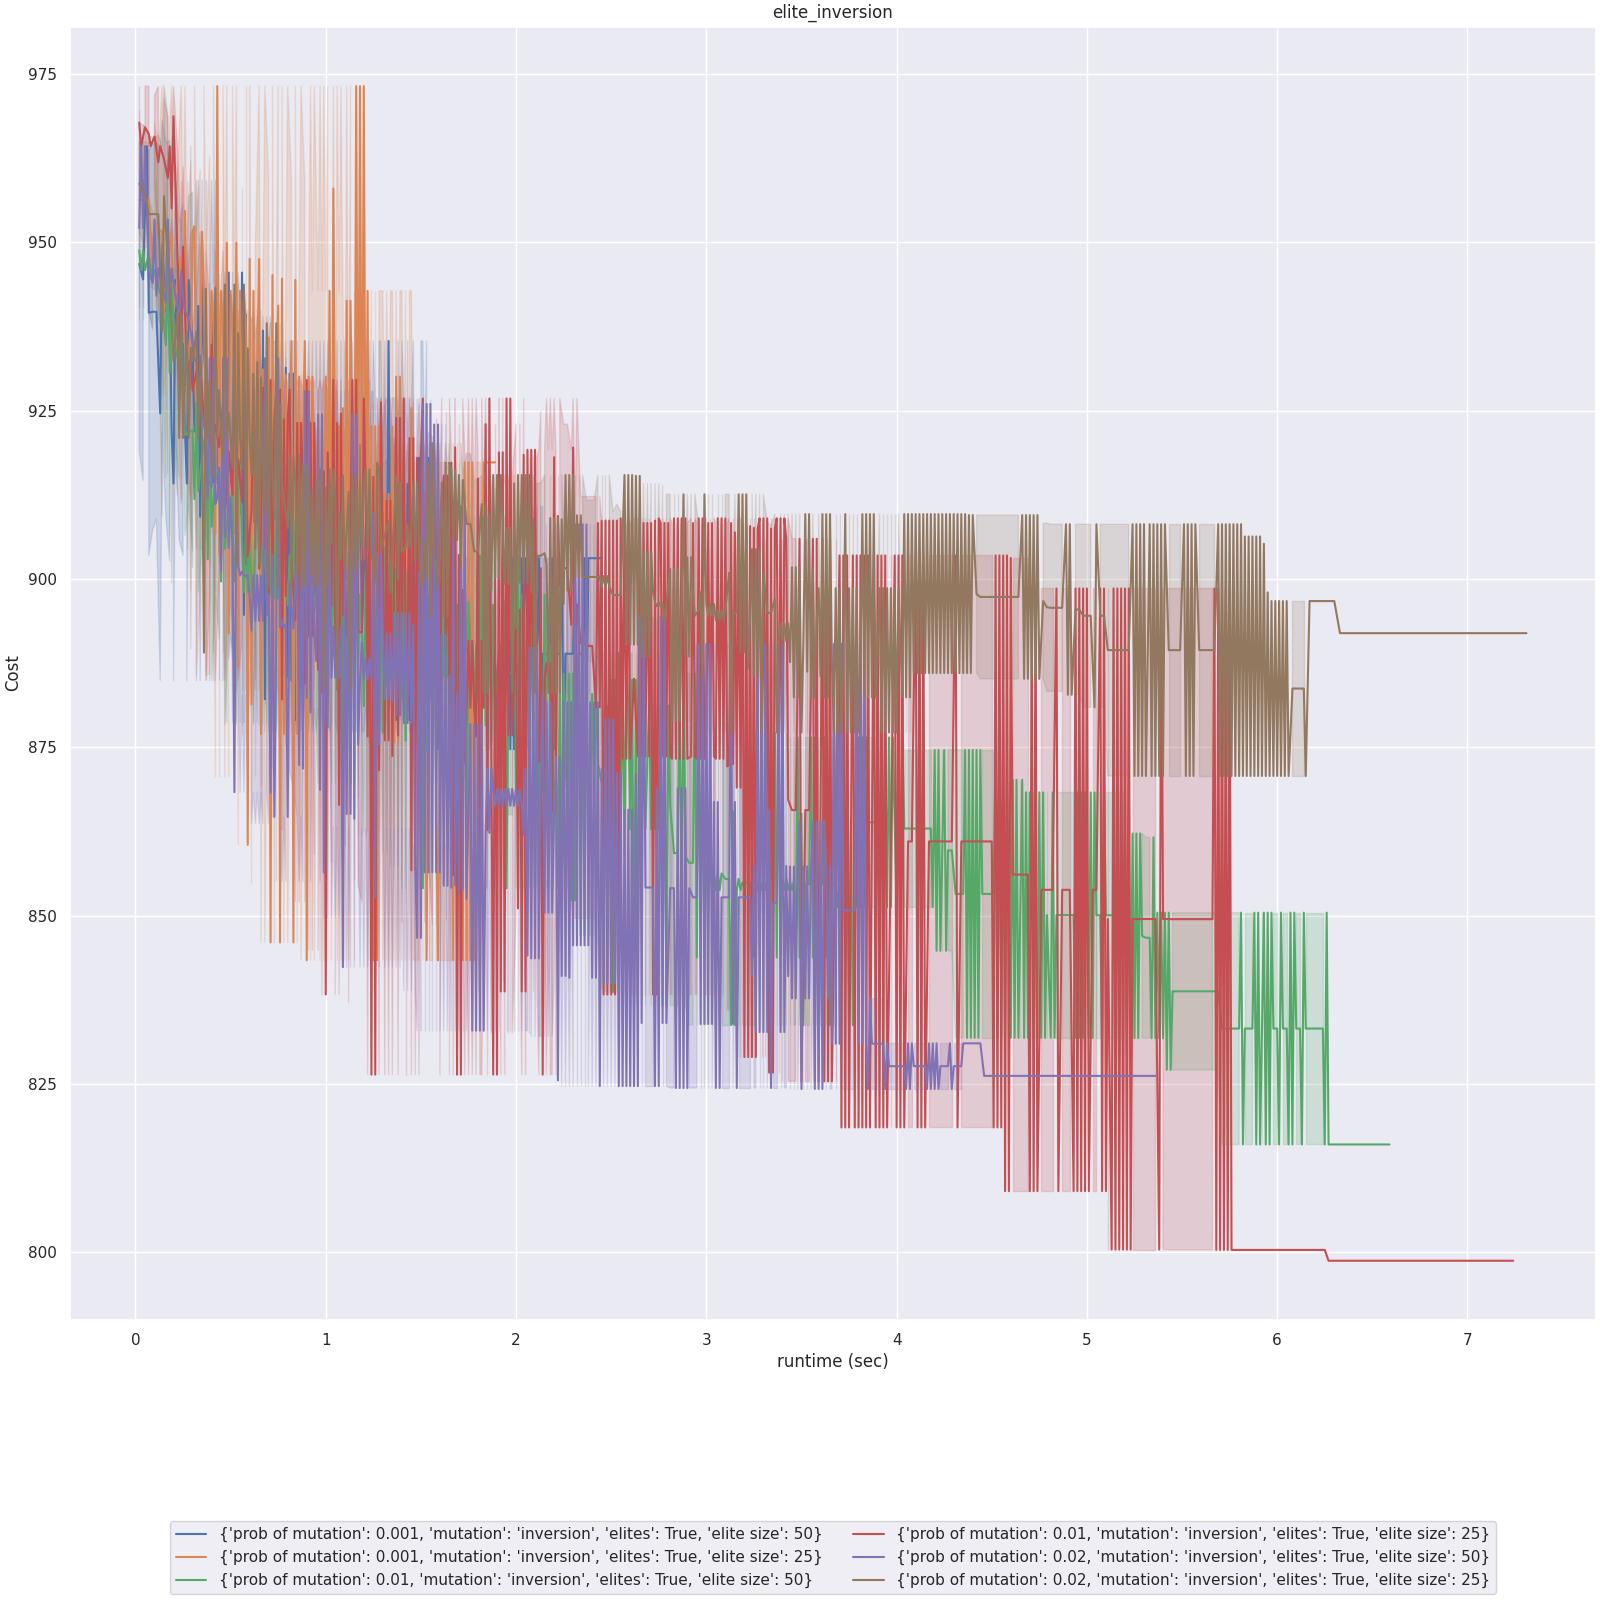 elite_inversion
975
950
925
900
875
850
825
800
Cost
0 1 2 3 4 5 6 7
runtime (sec)
{'prob of mutation': 0.001, 'mutation': 'inversion', 'elites': True, 'elite size': 50}
{'prob of mutation': 0.001, 'mutation': 'inversion', 'elites': True, 'elite size': 25}
{'prob of mutation': 0.01, 'mutation': 'inversion', 'elites': True, 'elite size': 50}
{'prob of mutation': 0.01, 'mutation': 'inversion', 'elites': True, 'elite size': 25}
{'prob of mutation': 0.02, 'mutation': 'inversion', 'elites': True, 'elite size': 50}
{'prob of mutation': 0.02, 'mutation': 'inversion', 'elites': True, 'elite size': 25}